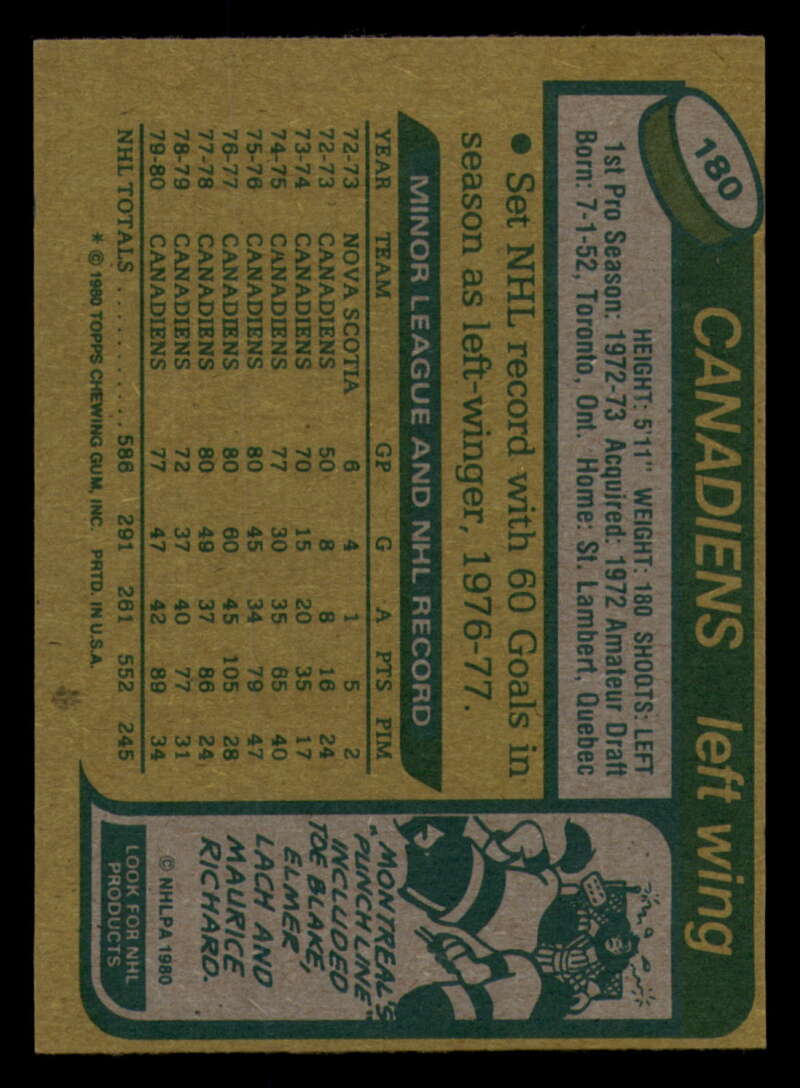 180
CANADIENS left wing
HEIGHT: 5'11" WEIGHT: 180 SHOOTS: LEFT
1st Pro Season: 1972-73 Acquired: 1972 Amateur Draft
Born: 7-1-52, Toronto, Ont. Home: St. Lambert, Quebec
● Set NHL record with 60 Goals in
season as left-winger, 1976-77.
MINOR LEAGUE AND NHL RECORD
YEAR TEAM GP G A PTS PIM
72-73 NOVA SCOTIA 6 4 1 5 2
72-73 CANADIENS 50 8 8 16 24
73-74 CANADIENS 70 15 20 35 17
74-75 CANADIENS 77 30 35 65 40
75-76 CANADIENS 80 45 34 79 47
76-77 CANADIENS 80 60 45 105 28
77-78 CANADIENS 80 49 37 86 24
78-79 CANADIENS 72 37 40 77 31
79-80 CANADIENS 77 47 42 89 34
NHL TOTALS .......... 586 291 261 552 245
* © 1980 TOPPS CHEWING GUM, INC. PRTD. IN U.S.A.
MONTREAL'S
"PUNCH LINE"
INCLUDED
TOE BLAKE,
ELMER
LACH AND
MAURICE
RICHARD.
© NHLPA 1980
LOOK FOR NHL
PRODUCTS